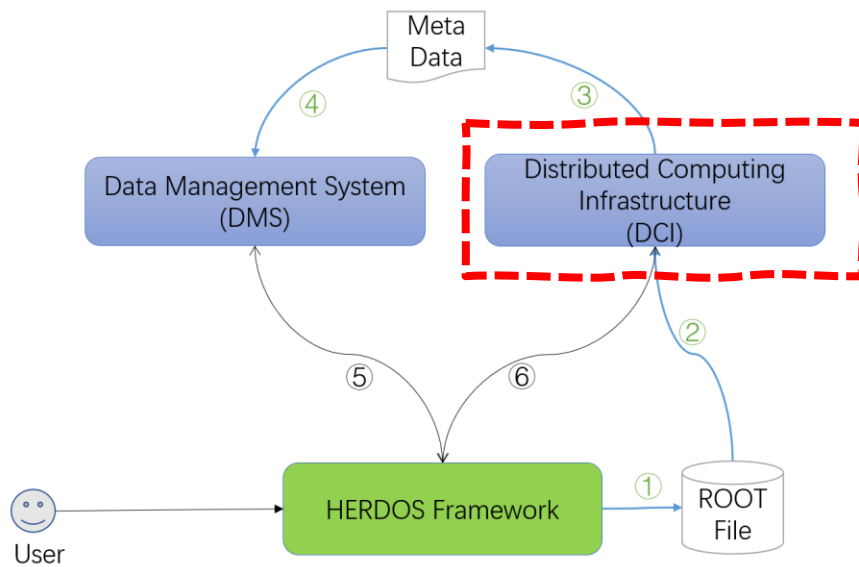 Meta
Data
④
③
Data Management System
(DMS)
Distributed Computing
Infrastructure
(DCI)
②
⑤
⑥
HERDOS Framework
①
ROOT
File
User